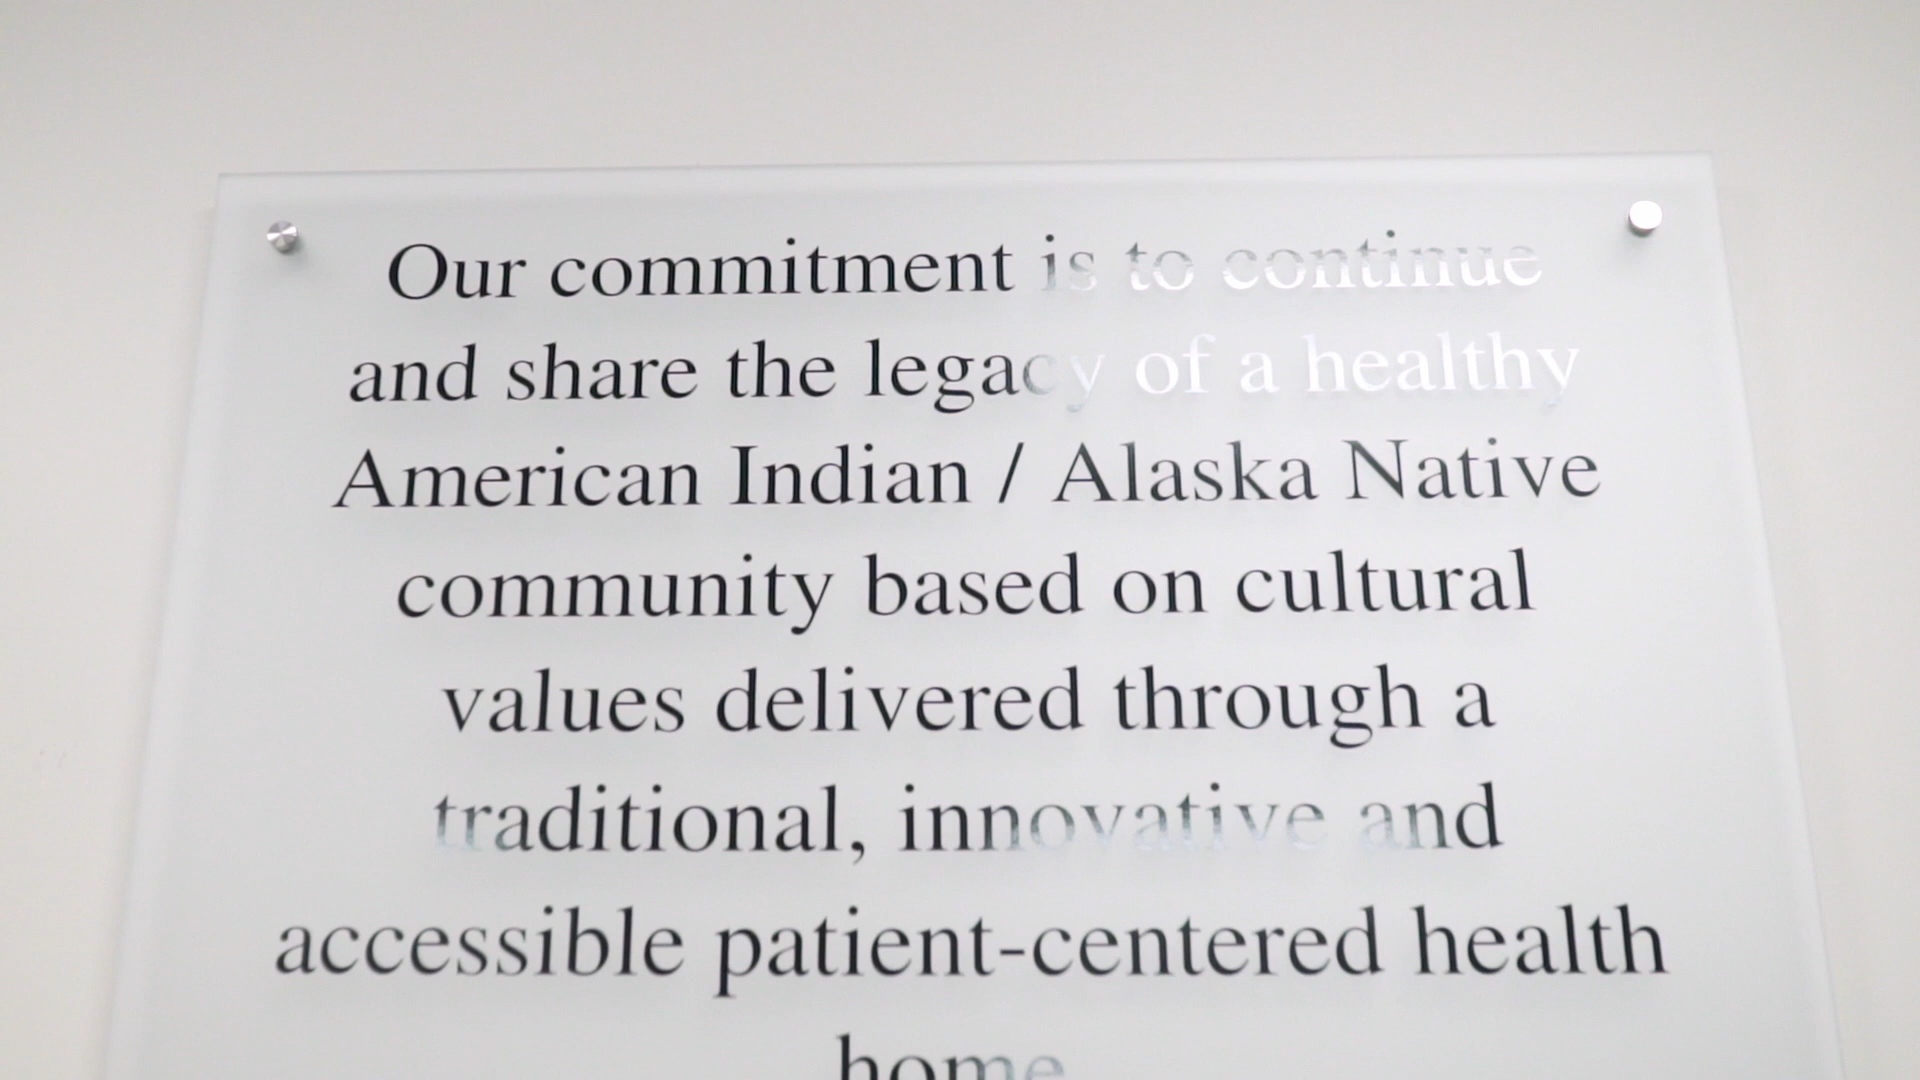 Our commitment is to continue
and share the legacy of a healthy
American Indian / Alaska Native
community based on cultural
values delivered through a
traditional, innovative and
accessible patient-centered health
home